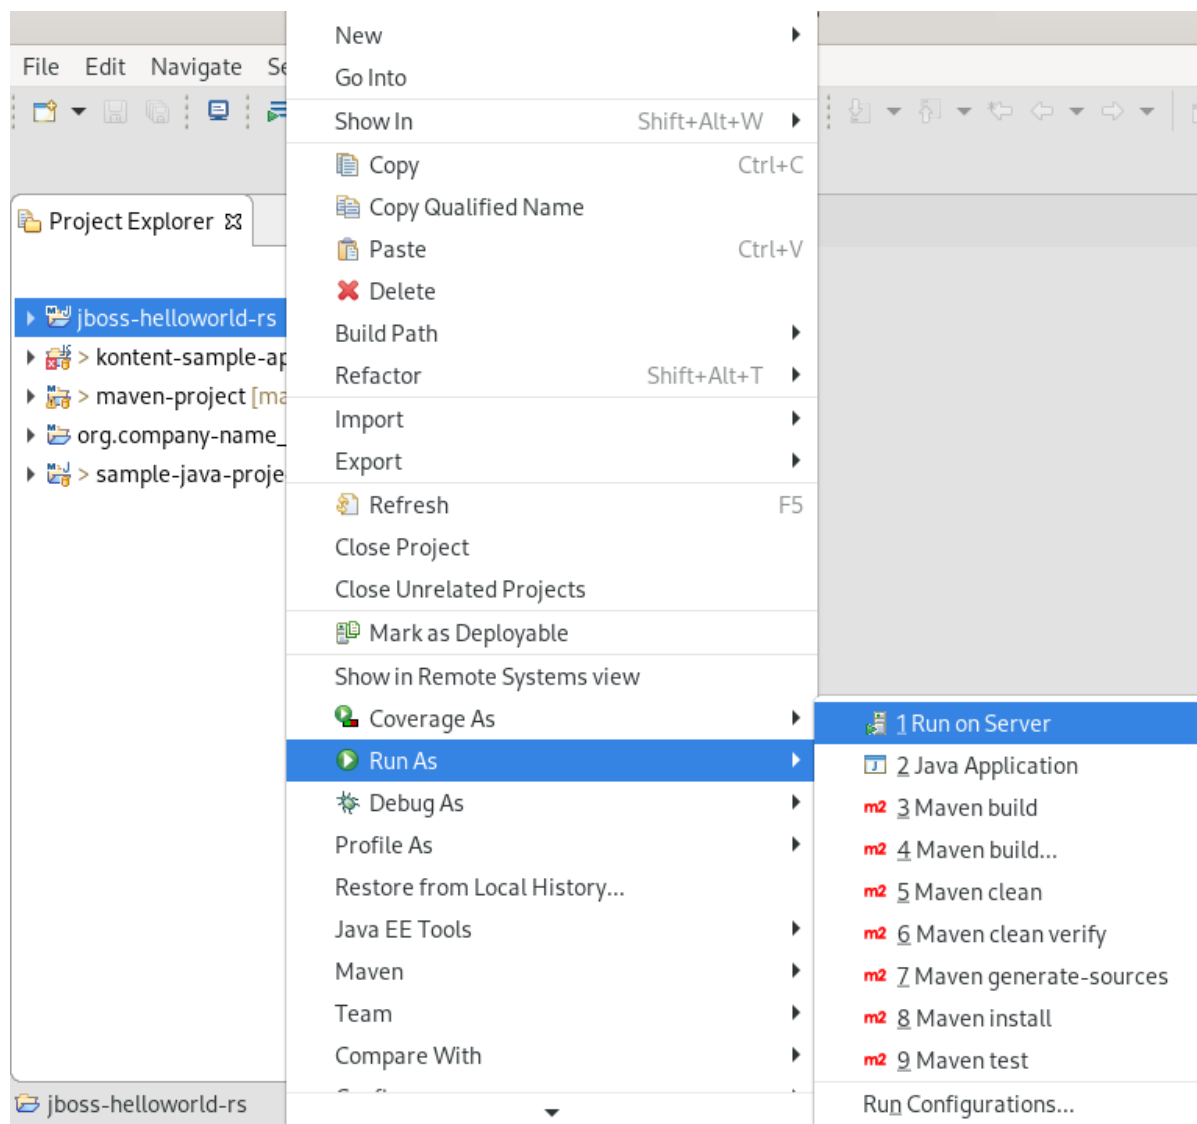 File Edit Navigate Se
Project Explorer
jboss-helloworld-rs
> kontent-sample-ap
> maven-project [ma
org.company-name_
> sample-java-proje
jboss-helloworld-rs
New
Go Into
Show In Shift+Alt+W
Copy Ctrl+C
Copy Qualified Name
Paste Ctrl+V
Delete
Build Path
Refactor Shift+Alt+T
Import
Export
Refresh F5
Close Project
Close Unrelated Projects
Mark as Deployable
Show in Remote Systems view
Coverage As
Run As
Debug As
Profile As
Restore from Local History...
Java EE Tools
Maven
Team
Compare With
1 Run on Server
2 Java Application
m2 3 Maven build
m2 4 Maven build...
m2 5 Maven clean
m2 6 Maven clean verify
m2 7 Maven generate-sources
m2 8 Maven install
m2 9 Maven test
Run Configurations...